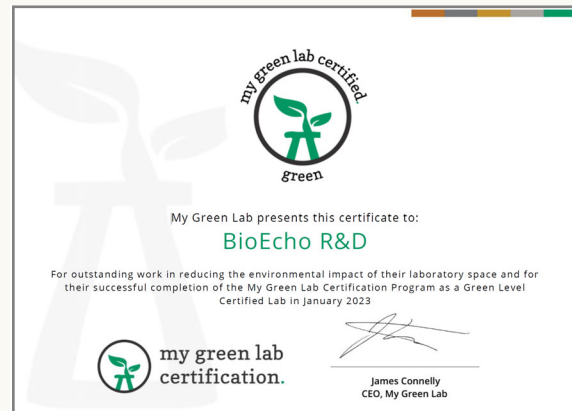 my green lab certified.
green
My Green Lab presents this certificate to:
BioEcho R&D
For outstanding work in reducing the environmental impact of their laboratory space and for
their successful completion of the My Green Lab Certification Program as a Green Level
Certified Lab in January 2023
my green lab
certification.
James Connelly
CEO, My Green Lab